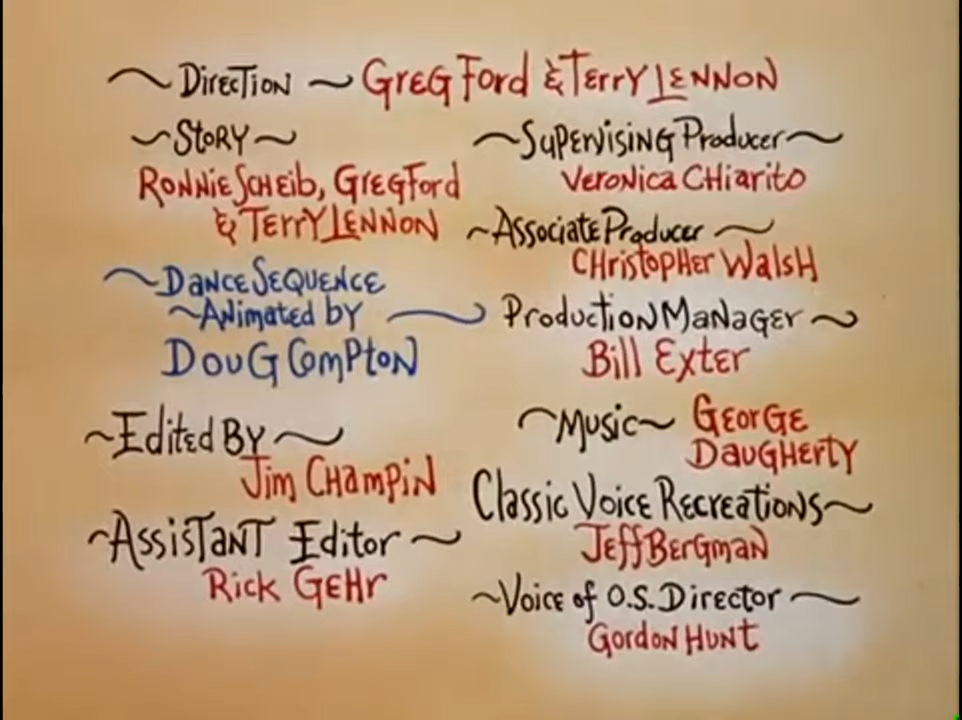 Direction Greg Ford & Terry Lennon
Story
Ronnie Scheib, Greg Ford
& Terry Lennon
Dance Sequence
Animated by
Doug Compton
Edited By
Jim Champin
Assistant Editor
Rick Gehr
Supervising Producer
Veronica Chiarito
Associate Producer
Christopher Walsh
Production Manager
Bill Exter
Music George
Daugherty
Classic Voice Recreations
Jeff Bergman
Voice of O.S. Director
Gordon Hunt